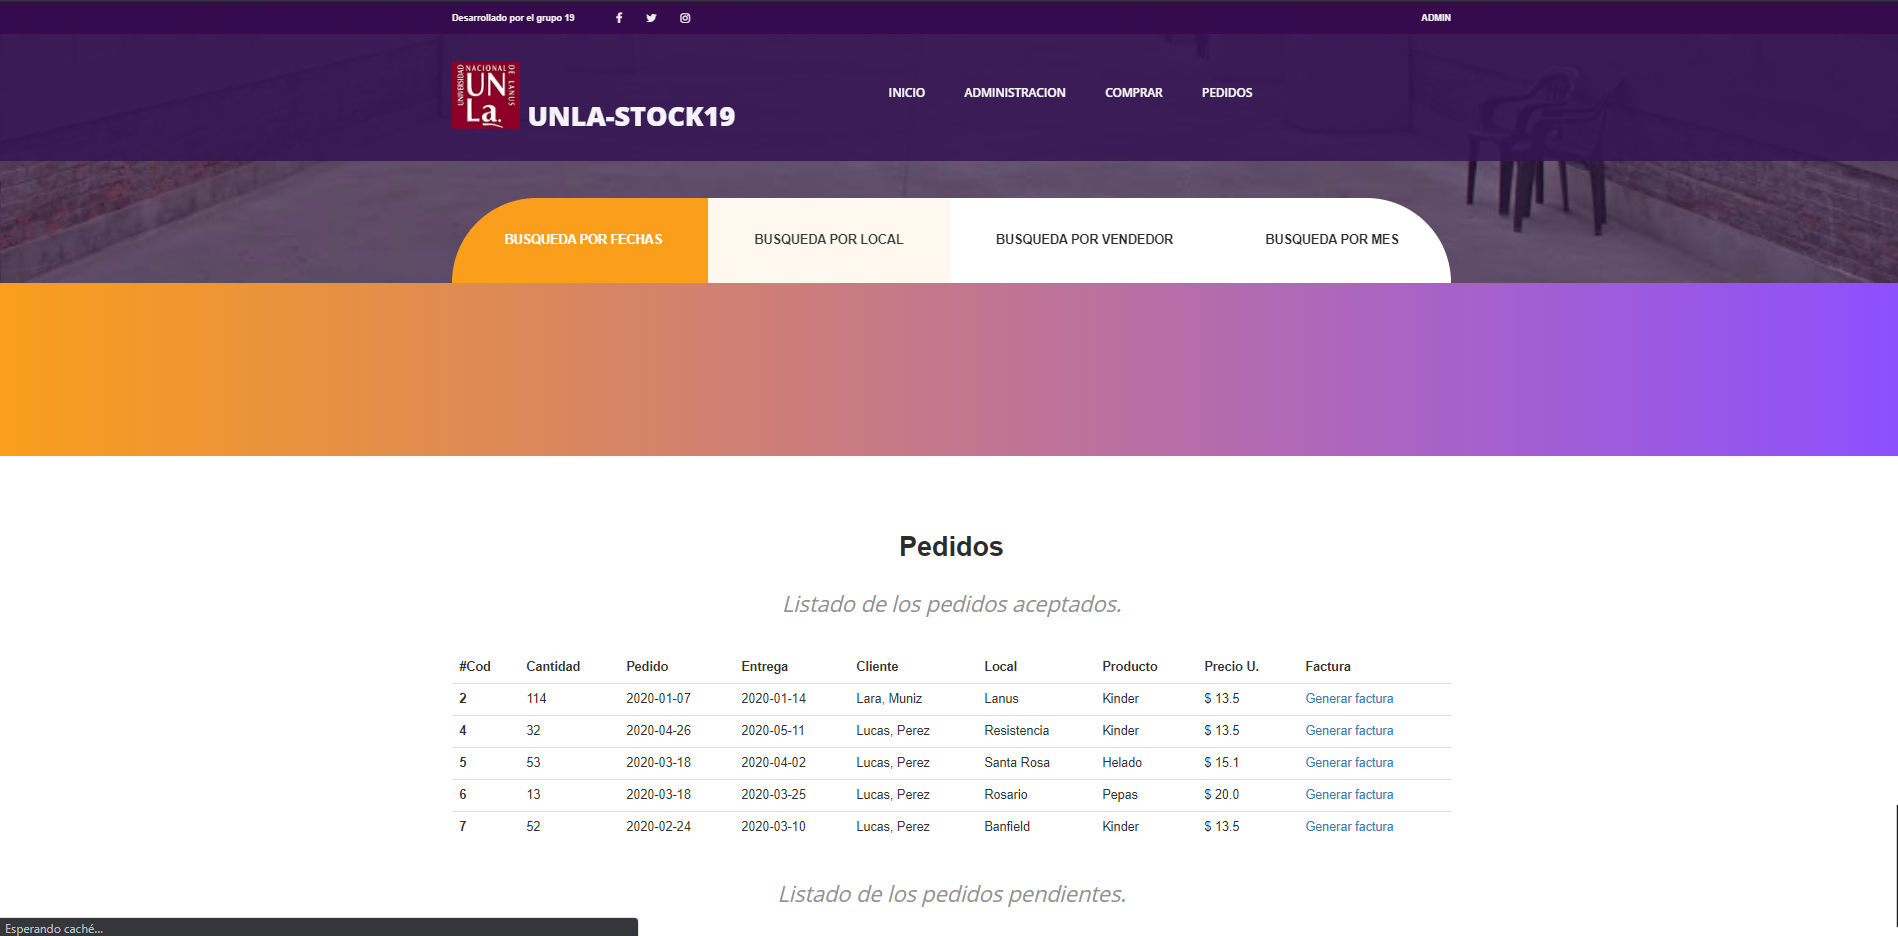 Desarrollado por el grupo 19 ADMIN
UNIVERSIDAD NACIONAL DE LANUS
UN
La.
UNLA-STOCK19
INICIO ADMINISTRACION COMPRAR PEDIDOS
BUSQUEDA POR FECHAS BUSQUEDA POR LOCAL BUSQUEDA POR VENDEDOR BUSQUEDA POR MES
Pedidos
Listado de los pedidos aceptados.
#Cod Cantidad Pedido Entrega Cliente Local Producto Precio U. Factura
2 114 2020-01-07 2020-01-14 Lara, Muniz Lanus Kinder $ 13.5 Generar factura
4 32 2020-04-26 2020-05-11 Lucas, Perez Resistencia Kinder $ 13.5 Generar factura
5 53 2020-03-18 2020-04-02 Lucas, Perez Santa Rosa Helado $ 15.1 Generar factura
6 13 2020-03-18 2020-03-25 Lucas, Perez Rosario Pepas $ 20.0 Generar factura
7 52 2020-02-24 2020-03-10 Lucas, Perez Banfield Kinder $ 13.5 Generar factura
Listado de los pedidos pendientes.
Esperando caché...